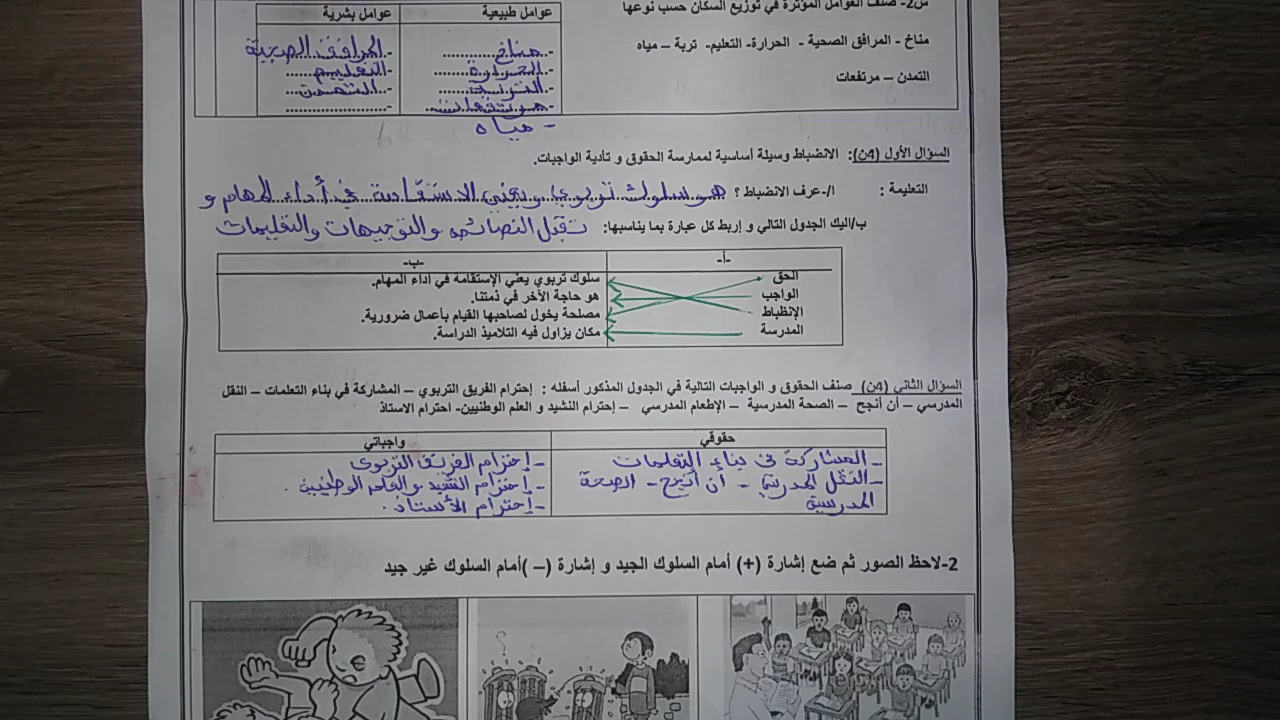 س2- صنف العوامل المؤثرة في توزيع السكان حسب نوعها
مناخ - المرافق الصحية - الحرارة- التعليم- تربة – مياه
التمدن – مرتفعات
عوامل طبيعية
عوامل بشرية
- مناخ
- الحرارة
- التربة
- مرتفعات
- مياه
- المرافق الصحية
- التعليم
- التمدن
-
السؤال الأول (4ن): الانضباط وسيلة أساسية لممارسة الحقوق و تأدية الواجبات.
التعليمة : ا/-عرف الانضباط ؟ هو سلوك تربوي ويعني الاستقامة في أداء المهام و
تقبل النصائح والتوجيهات والتعليمات
ب/اليك الجدول التالي و إربط كل عبارة بما يناسبها:
-أ-
-ب-
الحق
سلوك تربوي يعني الإستقامة في اداء المهام.
الواجب
هو حاجة الآخر في ذمتنا.
الإنظباط
مصلحة يخول لصاحبها القيام بأعمال ضرورية.
المدرسة
مكان يزاول فيه التلاميذ الدراسة.
السؤال الثاني (4ن) صنف الحقوق و الواجبات التالية في الجدول المذكور أسفله : إحترام الفريق التربوي – المشاركة في بناء التعلمات – النقل
المدرسي – أن أنجح – الصحة المدرسية – الإطعام المدرسي – إحترام النشيد و العلم الوطنيين- احترام الاستاذ
حقوقي
واجباتي
- المشاركة في بناء التعلمات
- النقل المدرسي - أن أنجح - الصحة
المدرسية
- إحترام الفريق التربوي
- إحترام النشيد والعلم الوطنيين .
- إحترام الأستاذ .
2-لاحظ الصور ثم ضع إشارة (+) أمام السلوك الجيد و إشارة (– )أمام السلوك غير جيد